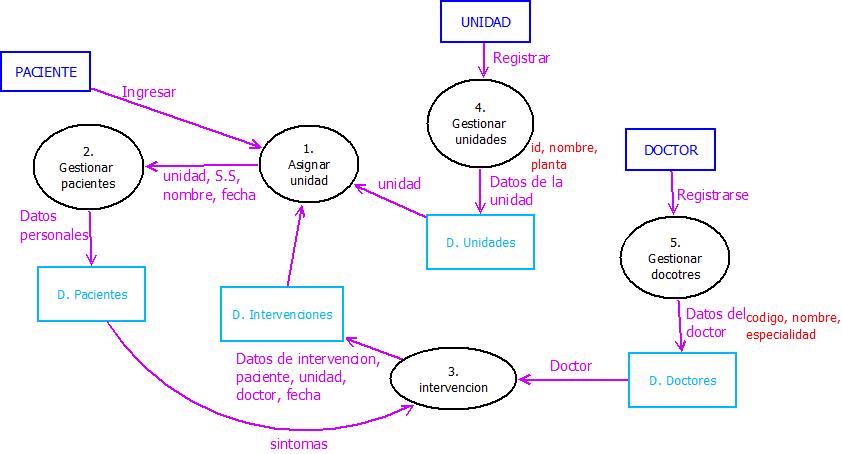 UNIDAD
Registrar
PACIENTE
Ingresar
4.
Gestionar
unidades
id, nombre,
planta
DOCTOR
2.
Gestionar
pacientes
1.
Asignar
unidad
unidad, S.S,
nombre, fecha
unidad
Datos de la
unidad
Registrarse
Datos
personales
D. Unidades
5.
Gestionar
docotres
D. Pacientes
D. Intervenciones
Datos del
doctor
codigo, nombre,
especialidad
Datos de intervencion,
paciente, unidad,
doctor, fecha
3.
intervencion
Doctor
D. Doctores
sintomas